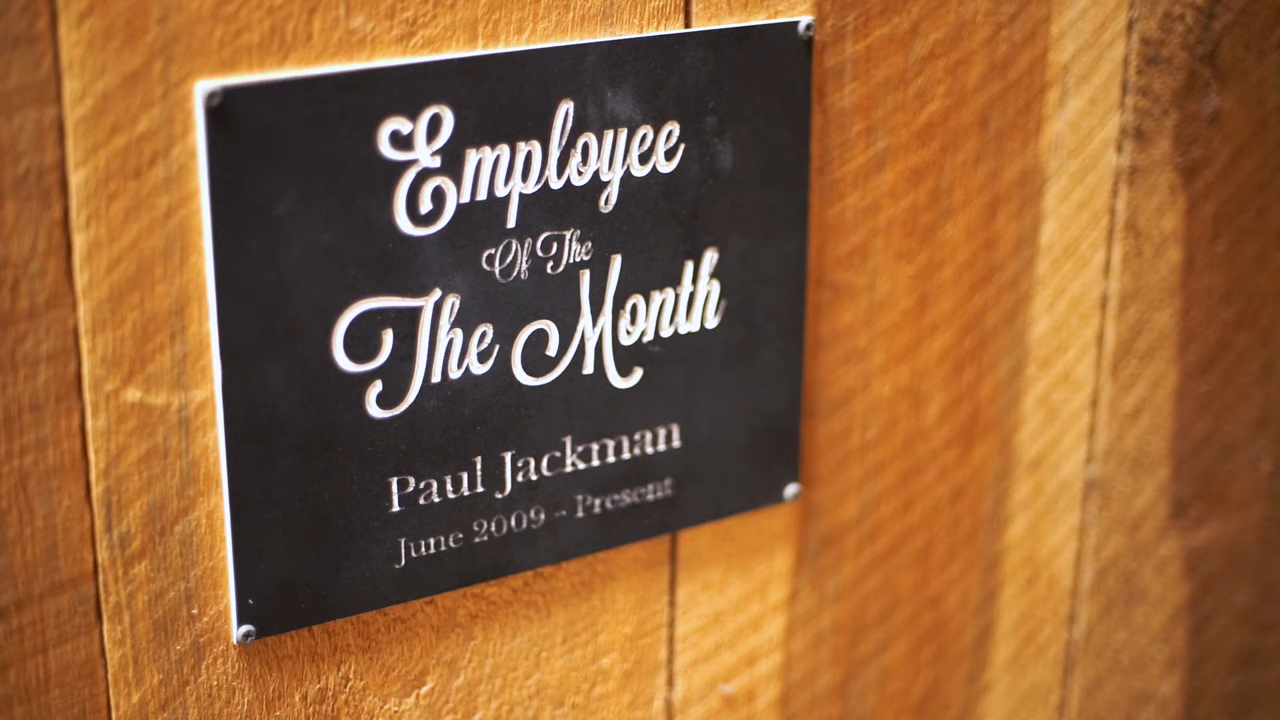 Employee
Of The
The Month
Paul Jackman
June 2009 - Present